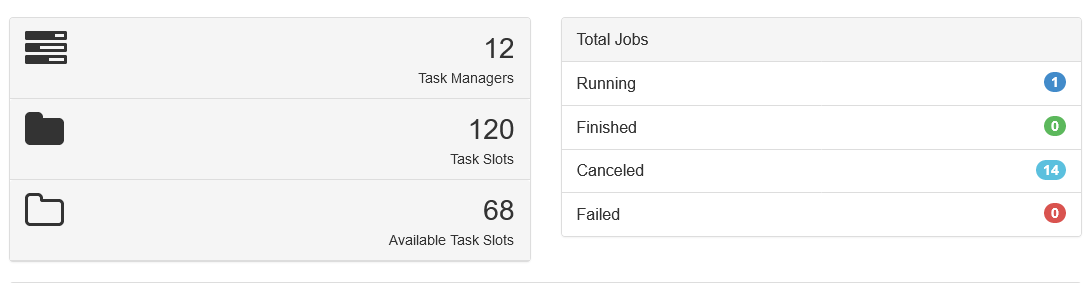 12
Task Managers
120
Task Slots
68
Available Task Slots
Total Jobs
Running 1
Finished 0
Canceled 14
Failed 0